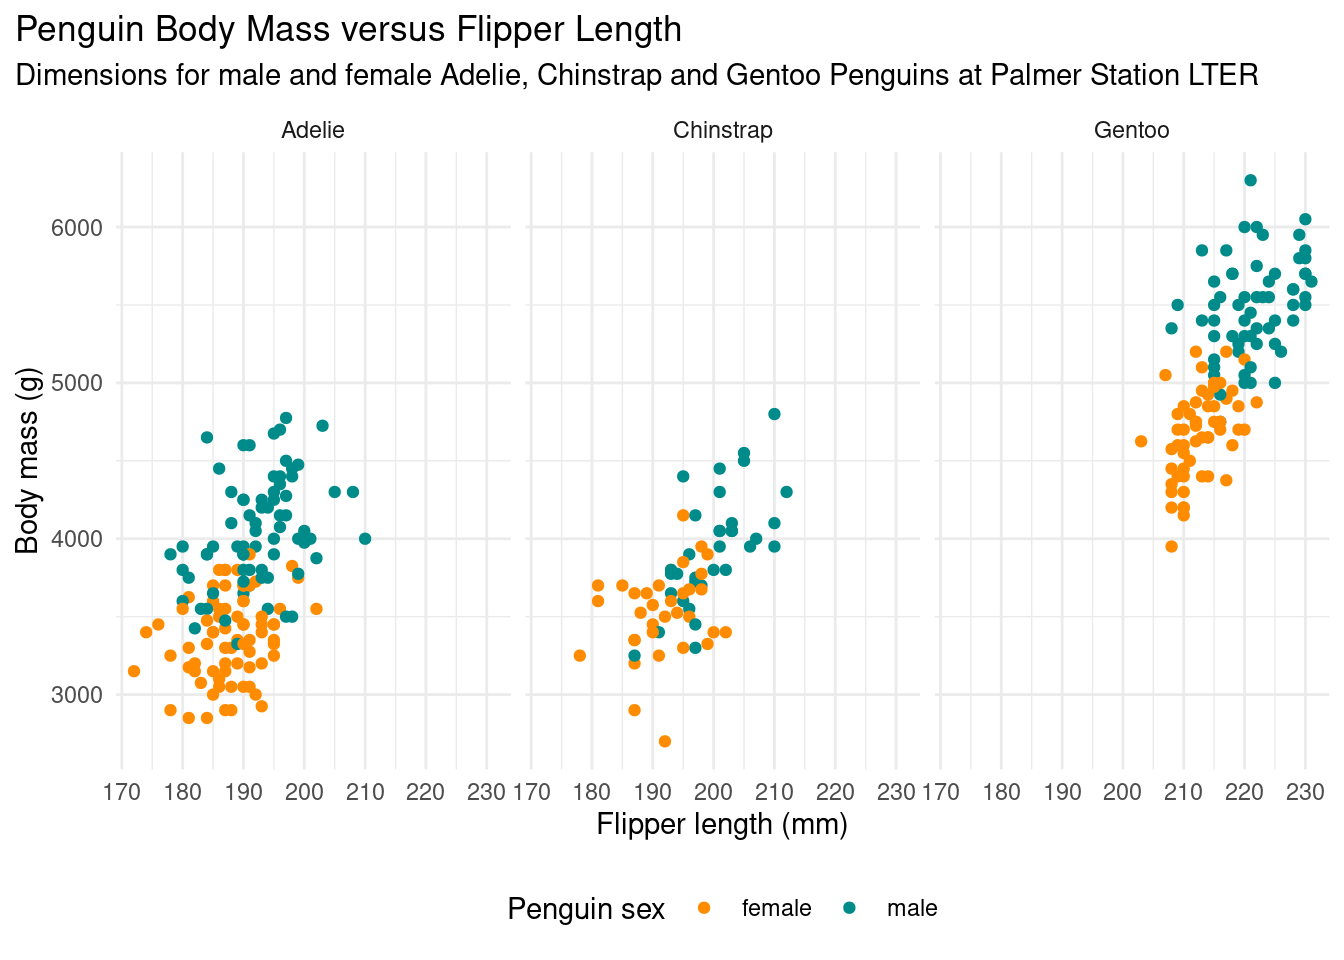 Penguin Body Mass versus Flipper Length
Dimensions for male and female Adelie, Chinstrap and Gentoo Penguins at Palmer Station LTER
Adelie Chinstrap Gentoo
6000
5000
4000
3000
Body mass (g)
170 180 190 200 210 220 230 170 180 190 200 210 220 230 170 180 190 200 210 220 230
Flipper length (mm)
Penguin sex female male